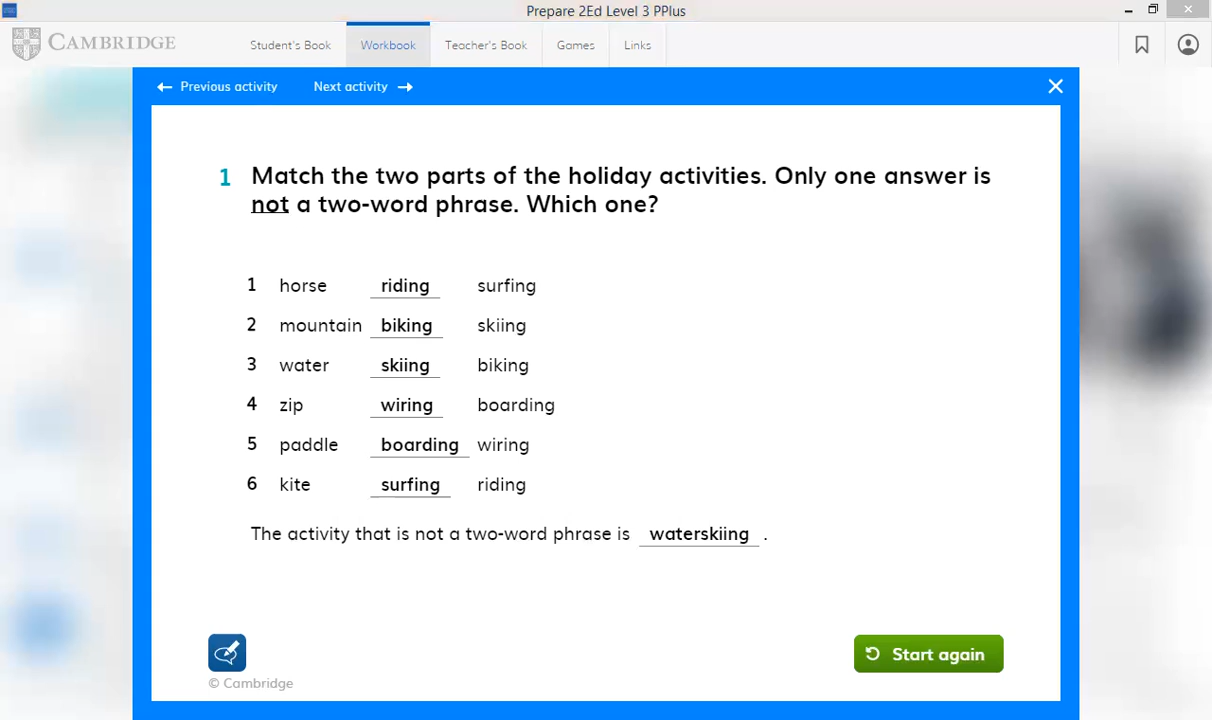 Prepare 2Ed Level 3 PPlus
CAMBRIDGE Student's Book Workbook Teacher's Book Games Links
Previous activity Next activity
1 Match the two parts of the holiday activities. Only one answer is
not a two-word phrase. Which one?
1 horse riding surfing
2 mountain biking skiing
3 water skiing biking
4 zip wiring boarding
5 paddle boarding wiring
6 kite surfing riding
The activity that is not a two-word phrase is waterskiing .
Start again
© Cambridge